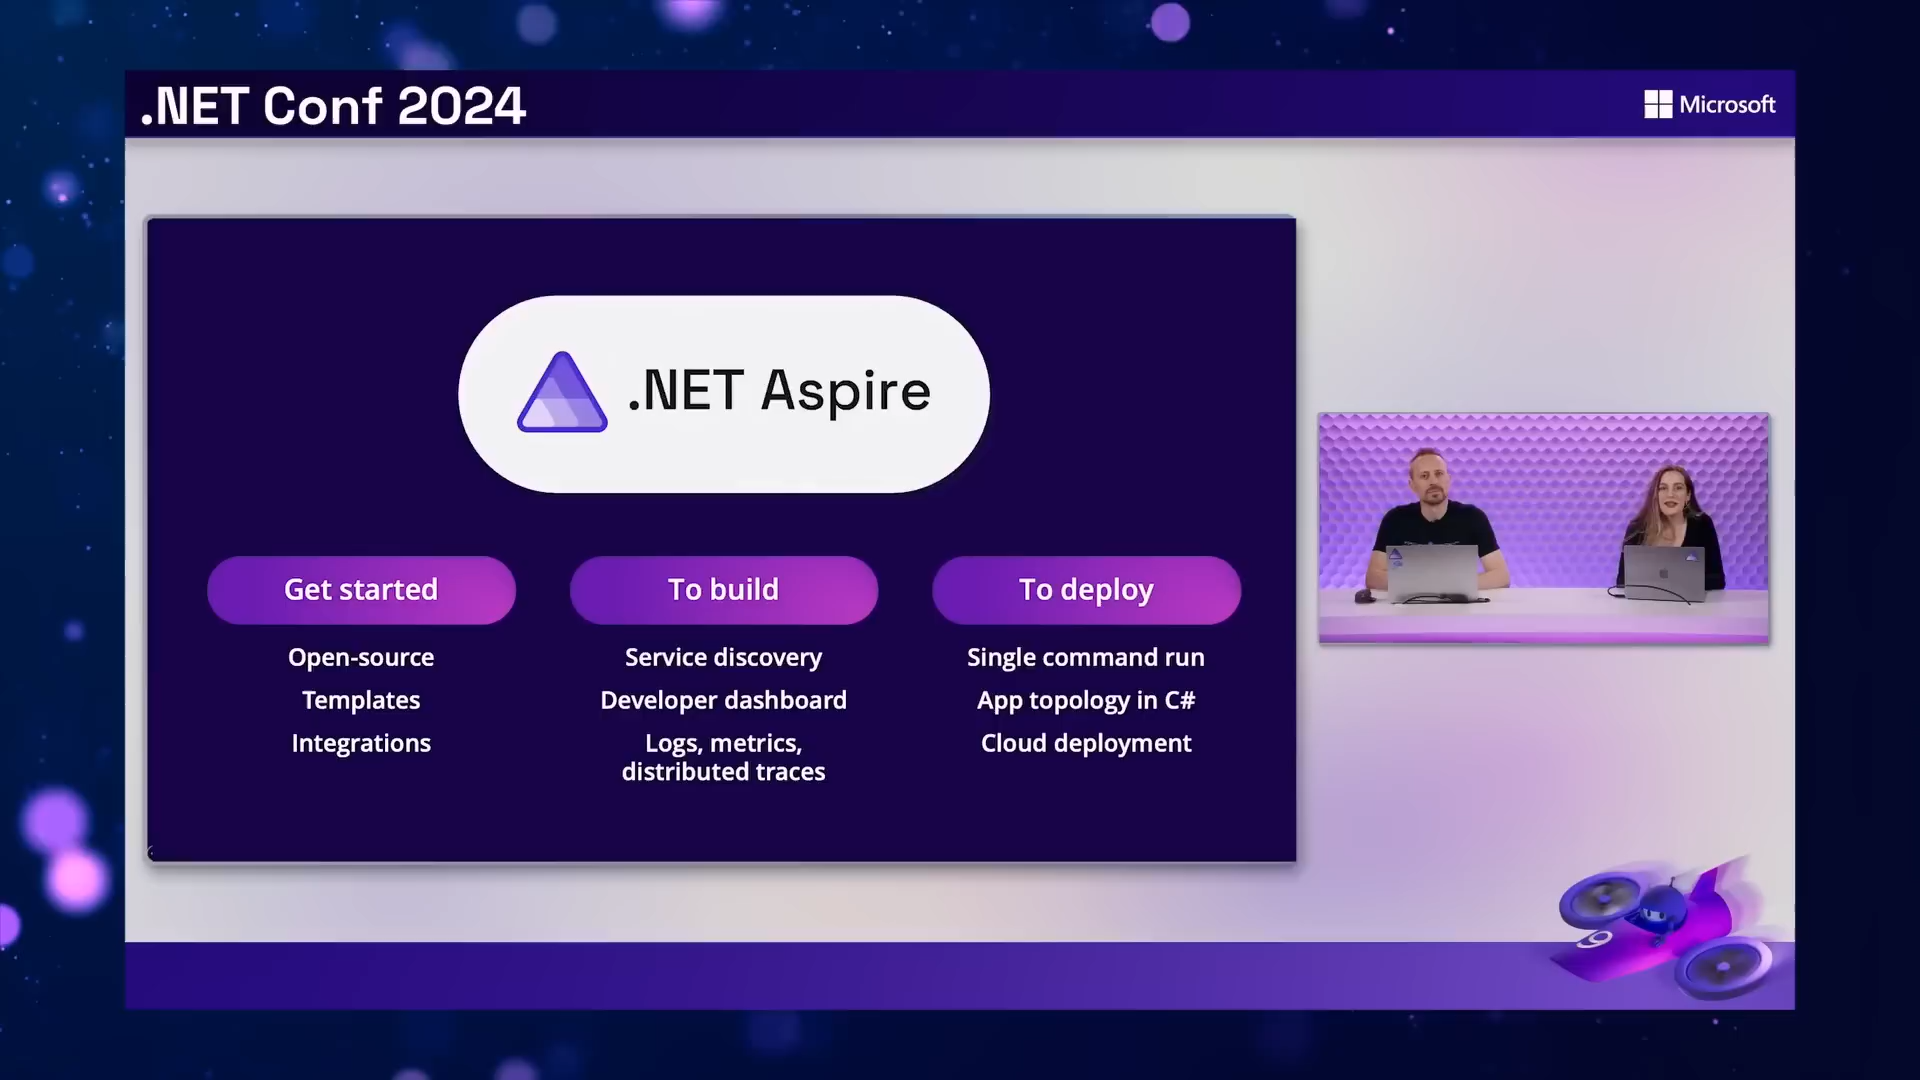 .NET Conf 2024
Microsoft
.NET Aspire
Get started
Open-source
Templates
Integrations
To build
Service discovery
Developer dashboard
Logs, metrics,
distributed traces
To deploy
Single command run
App topology in C#
Cloud deployment
9